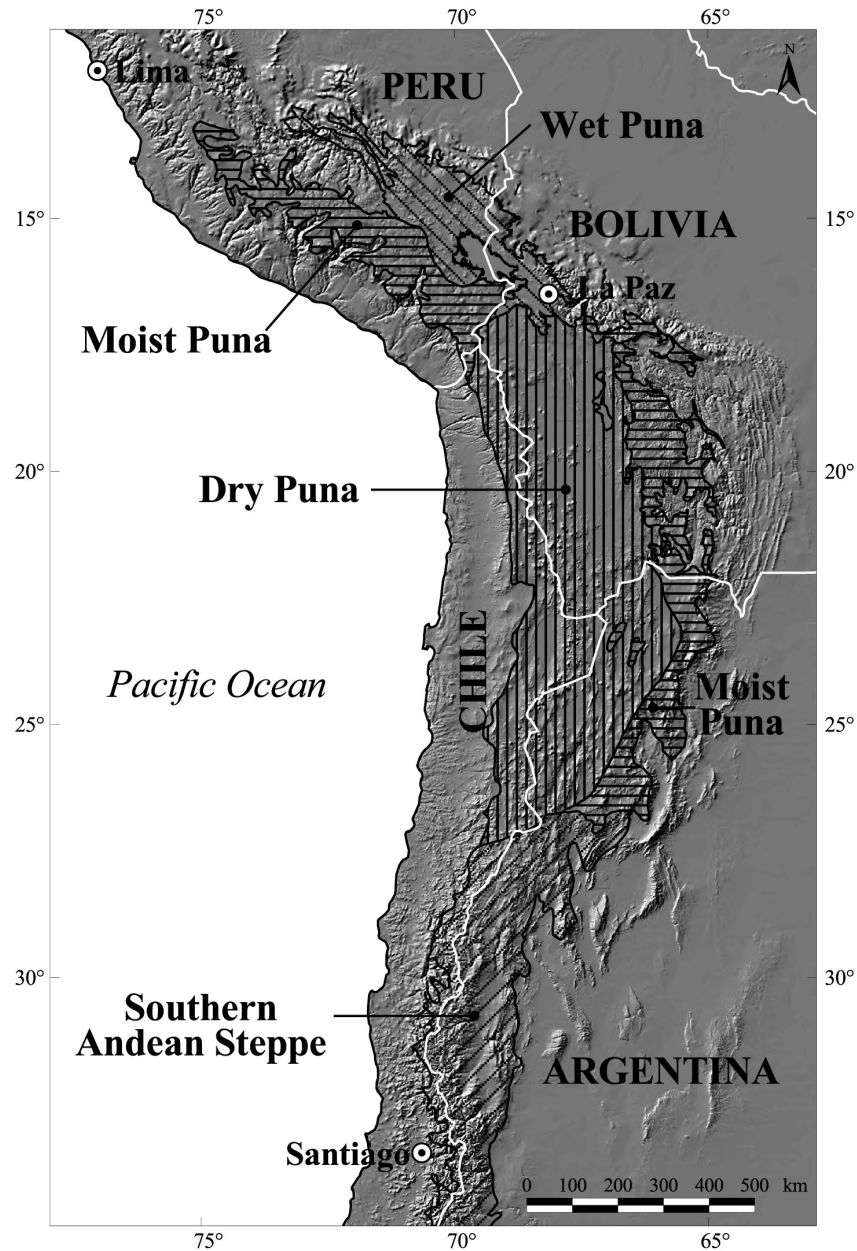 75°
70°
65°
N
Lima
PERU
Wet Puna
15°
BOLIVIA
15°
La Paz
Moist Puna
20°
Dry Puna
20°
CHILE
Pacific Ocean
Moist
Puna
25°
25°
30°
30°
Southern
Andean Steppe
ARGENTINA
Santiago
0 100 200 300 400 500 km
75°
70°
65°